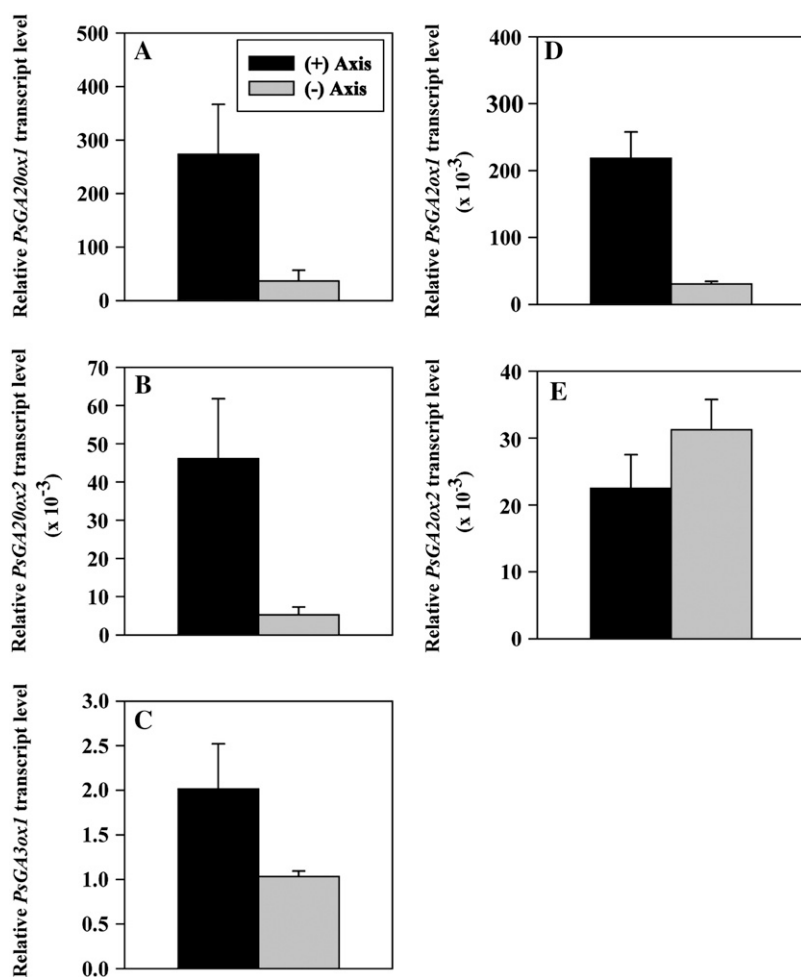 A
(+) Axis
(-) Axis
Relative PsGA20ox1 transcript level
500
400
300
200
100
0
D
Relative PsGA2ox1 transcript level
(x 10-3)
400
300
200
100
0
B
Relative PsGA20ox2 transcript level
(x 10-3)
70
60
50
40
30
20
10
0
E
Relative PsGA2ox2 transcript level
(x 10-3)
40
30
20
10
0
C
Relative PsGA3ox1 transcript level
3.0
2.5
2.0
1.5
1.0
0.5
0.0